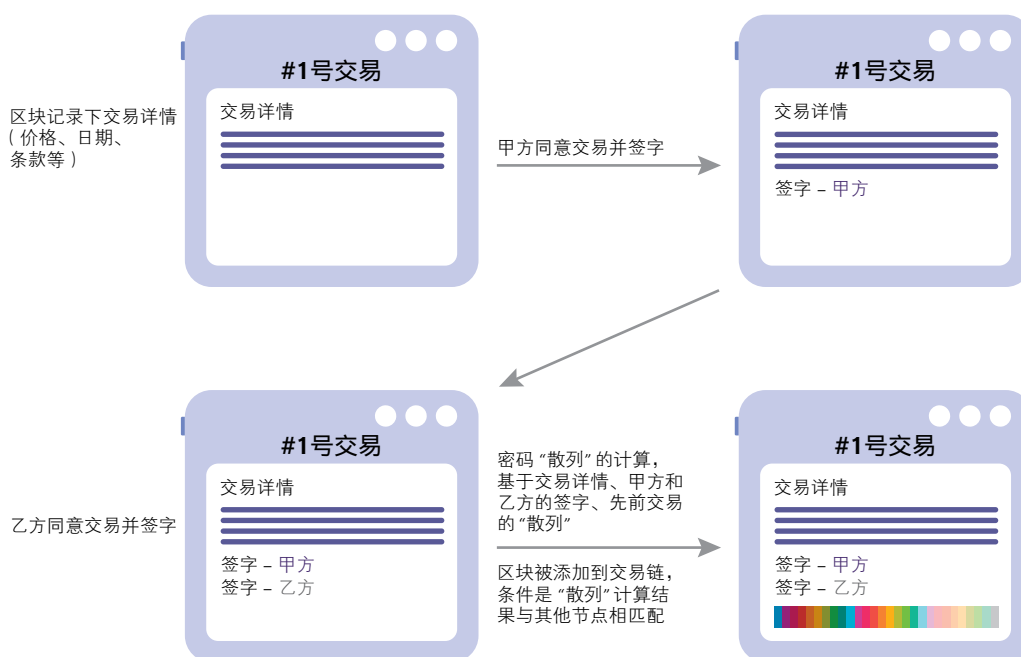 #1号交易
区块记录下交易详情
（价格、日期、
条款等）
交易详情
甲方同意交易并签字
#1号交易
交易详情
签字 – 甲方
#1号交易
乙方同意交易并签字
交易详情
签字 – 甲方
签字 – 乙方
密码 “散列” 的计算，
基于交易详情、甲方和
乙方的签字、先前交易
的 “散列”
区块被添加到交易链，
条件是 “散列” 计算结
果与其他节点相匹配
#1号交易
交易详情
签字 – 甲方
签字 – 乙方